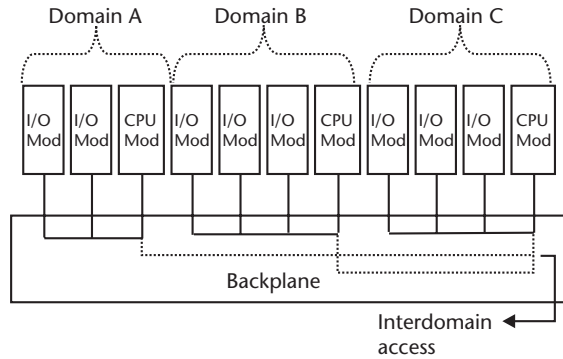 Domain A
Domain B
Domain C
I/O
Mod
I/O
Mod
CPU
Mod
I/O
Mod
I/O
Mod
I/O
Mod
CPU
Mod
I/O
Mod
I/O
Mod
I/O
Mod
CPU
Mod
Backplane
Interdomain
access